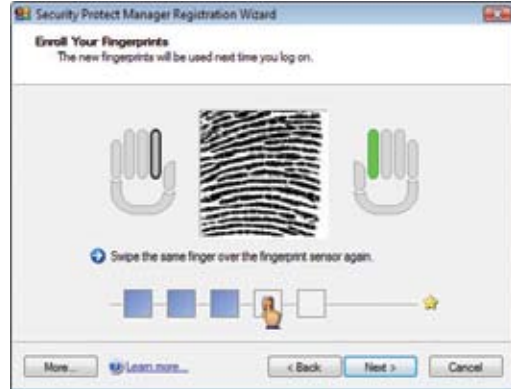 Security Protect Manager Registration Wizard
Enroll Your Fingerprints
The new fingerprints will be used next time you log on.
Swipe the same finger over the fingerprint sensor again.
More...
Learn more...
< Back
Next >
Cancel